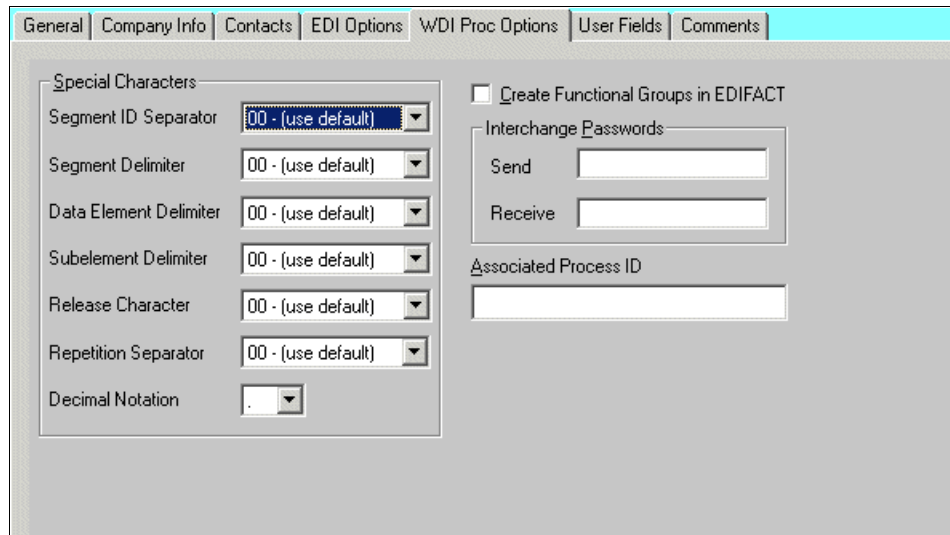 General
Company Info
Contacts
EDI Options
WDI Proc Options
User Fields
Comments
Special Characters
Segment ID Separator
00 - (use default)
Segment Delimiter
00 - (use default)
Data Element Delimiter
00 - (use default)
Subelement Delimiter
00 - (use default)
Release Character
00 - (use default)
Repetition Separator
00 - (use default)
Decimal Notation
.
Create Functional Groups in EDIFACT
Interchange Passwords
Send
Receive
Associated Process ID